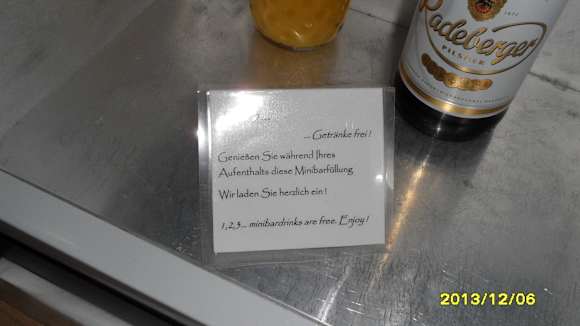 1872
Radeberger
PILSNER
... Getränke frei !
Genießen Sie während Ihres
Aufenthalts diese Minibarfüllung
Wir laden Sie herzlich ein !
1,2,3... minibardrinks are free. Enjoy !
2013/12/06